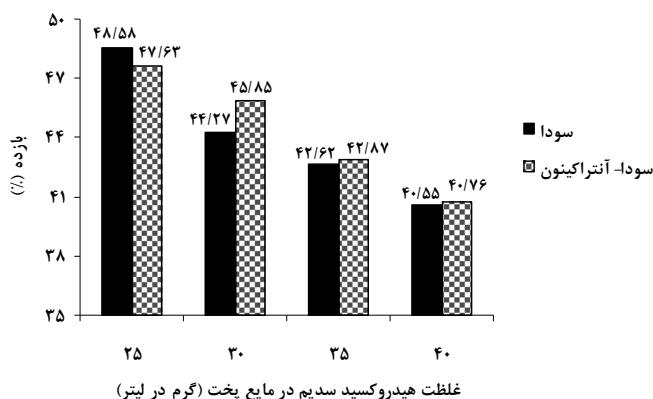 ۵۰
۴۷
۴۴
۴۱
۳۸
۳۵
بازده (٪)
۴۸/۵۸
۴۷/۶۳
۴۴/۲۷
۴۵/۸۵
۴۲/۶۲
۴۲/۸۷
۴۰/۵۵
۴۰/۷۶
۲۵ ۳۰ ۳۵ ۴۰
غلظت هیدروکسید سدیم در مایع پخت (گرم در لیتر)
سودا
سودا- آنتراکینون